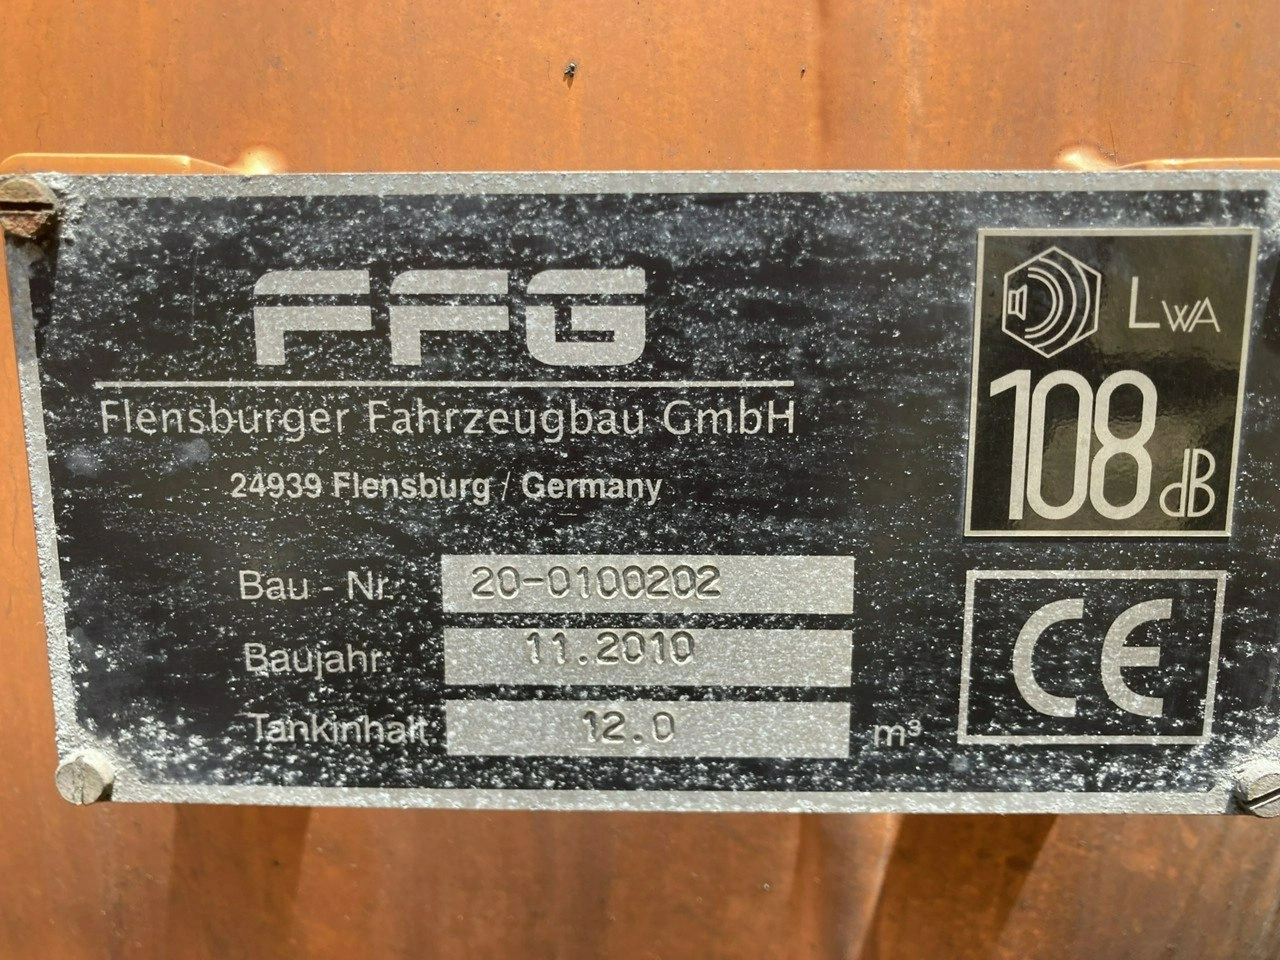 FFG
Flensburger Fahrzeugbau GmbH
24939 Flensburg / Germany
Bau - Nr.: 20-0100202
Baujahr: 11.2010
Tankinhalt: 12.0 m³
LWA
108 dB
CE